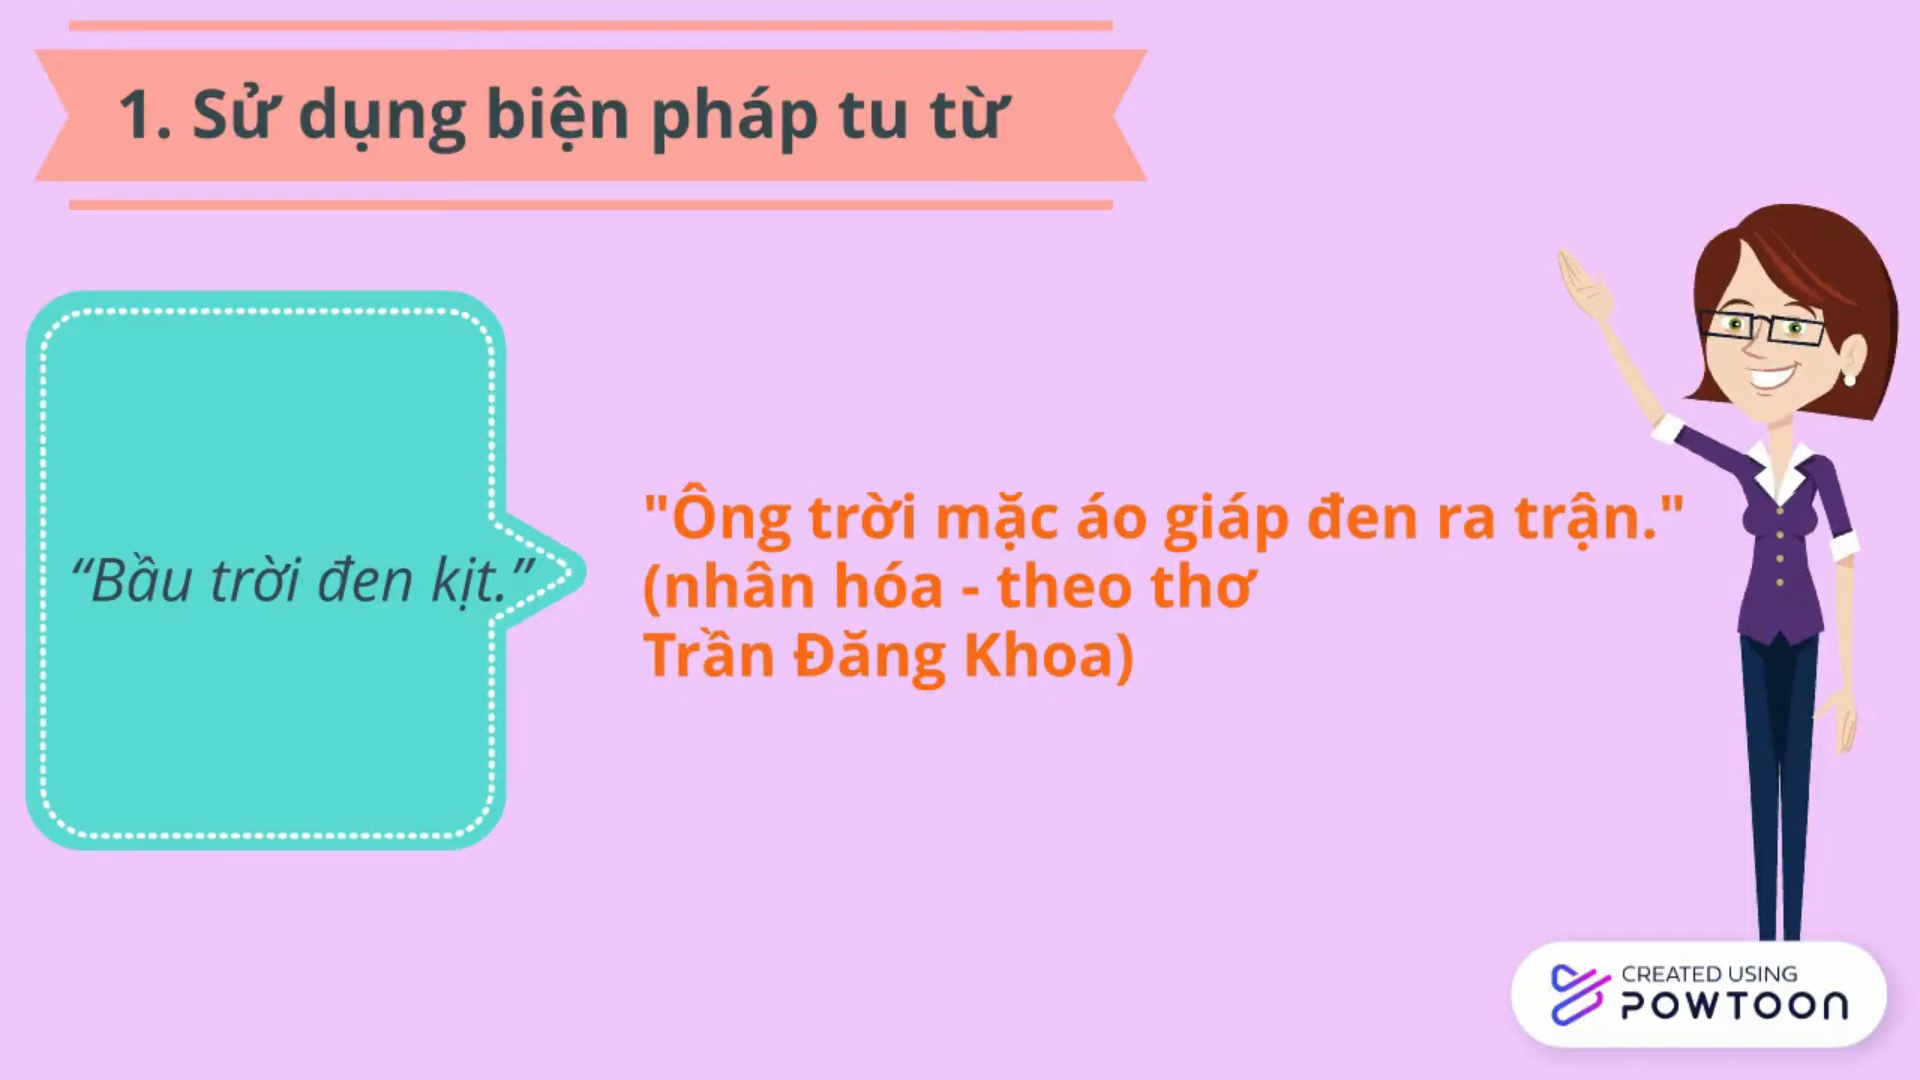 1. Sử dụng biện pháp tu từ
“Bầu trời đen kịt.”
"Ông trời mặc áo giáp đen ra trận."
(nhân hóa - theo thơ
Trần Đăng Khoa)
CREATED USING
POWTOON